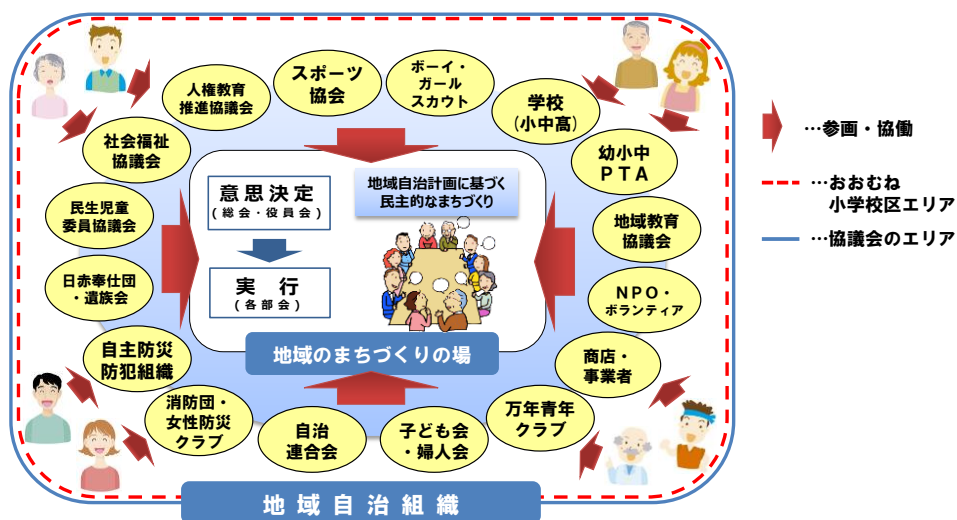 人権教育
推進協議会
スポーツ
協会
ボーイ・
ガール
スカウト
学校
(小中髙)
社会福祉
協議会
幼小中
PTA
民生児童
委員協議会
地域教育
協議会
日赤奉仕団
・遺族会
NPO・
ボランティア
自主防災
防犯組織
商店・
事業者
消防団・
女性防災
クラブ
自治
連合会
子ども会
・婦人会
万年青年
クラブ
意思決定
(総会・役員会)
実行
(各部会)
地域自治計画に基づく
民主的なまちづくり
地域のまちづくりの場
地域自治組織
…参画・協働
…おおむね
小学校区エリア
…協議会のエリア